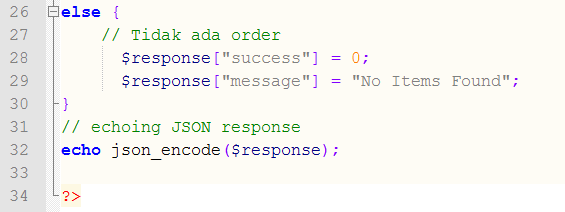 26 else {
27 // Tidak ada order
28 $response["success"] = 0;
29 $response["message"] = "No Items Found";
30 }
31 // echoing JSON response
32 echo json_encode($response);
33
34 ?>